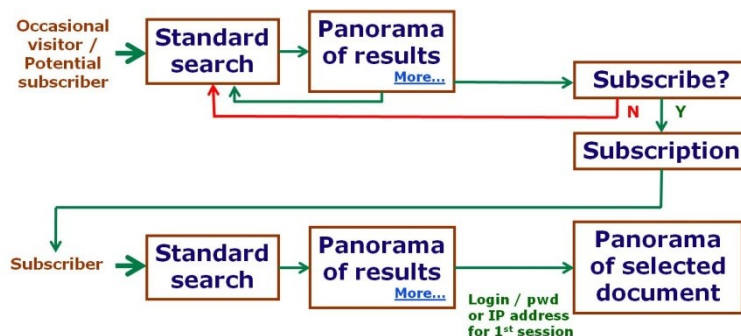 Occasional
visitor /
Potential
subscriber
Standard
search
Panorama
of results
More...
Subscribe?
N
Y
Subscription
Subscriber
Standard
search
Panorama
of results
More...
Login / pwd
or IP address
for 1st session
Panorama
of selected
document